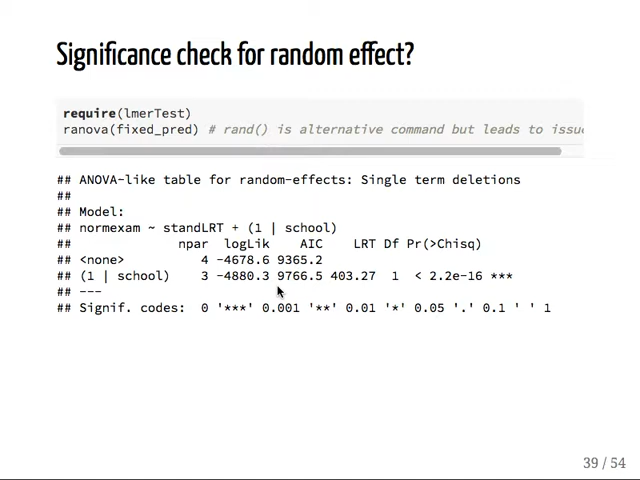 Significance check for random effect?
require(lmerTest)
ranova(fixed_pred) # rand() is alternative command but leads to
## ANOVA-like table for random-effects: Single term deletions
##
## Model:
## normexam ~ standLRT + (1 | school)
##              npar  logLik    AIC    LRT Df Pr(>Chisq)
## <none>          4 -4678.6 9365.2
## (1 | school)    3 -4880.3 9766.5 403.27  1  < 2.2e-16 ***
## ---
## Signif. codes:  0 '***' 0.001 '**' 0.01 '*' 0.05 '.' 0.1 ' ' 1
39 / 54